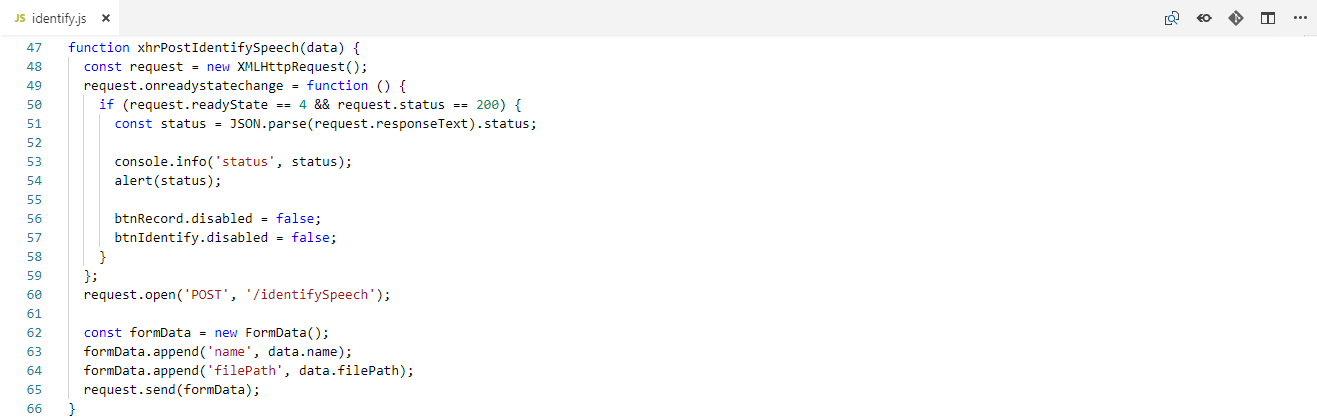 JS identify.js ×
47 function xhrPostIdentifySpeech(data) {
48   const request = new XMLHttpRequest();
49   request.onreadystatechange = function () {
50     if (request.readyState == 4 && request.status == 200) {
51       const status = JSON.parse(request.responseText).status;
52
53       console.info('status', status);
54       alert(status);
55
56       btnRecord.disabled = false;
57       btnIdentify.disabled = false;
58     }
59   };
60   request.open('POST', '/identifySpeech');
61
62   const formData = new FormData();
63   formData.append('name', data.name);
64   formData.append('filePath', data.filePath);
65   request.send(formData);
66 }